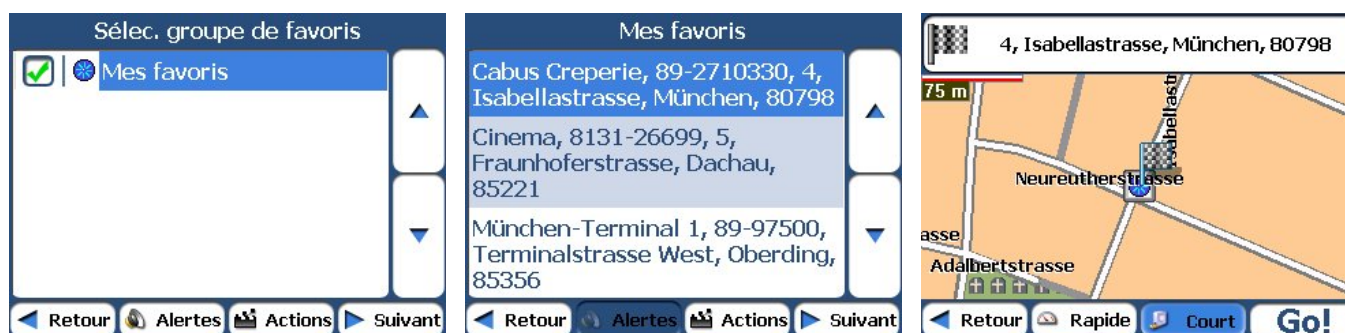 Sélec. groupe de favoris
Mes favoris
Retour
Alertes
Actions
Suivant
Mes favoris
Cabus Creperie, 89-2710330, 4,
Isabellastrasse, München, 80798
Cinema, 8131-26699, 5,
Fraunhoferstrasse, Dachau,
85221
München-Terminal 1, 89-97500,
Terminalstrasse West, Oberding,
85356
Retour
Alertes
Actions
Suivant
4, Isabellastrasse, München, 80798
75 m
Isabellastr
Neureutherstrasse
asse
Adalbertstrasse
Retour
Rapide
Court
Go!